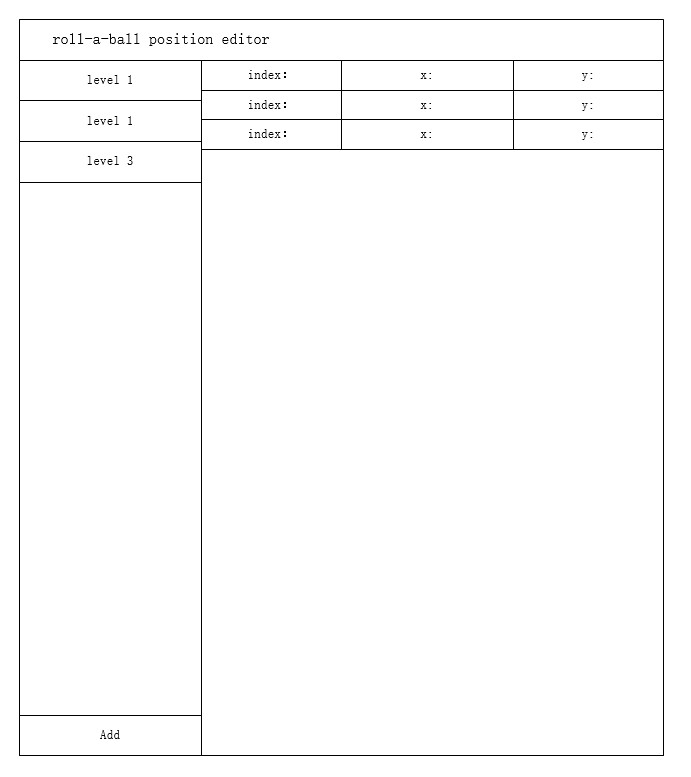 roll-a-ball position editor
level 1
level 1
level 3
Add
index: x: y:
index: x: y:
index: x: y: